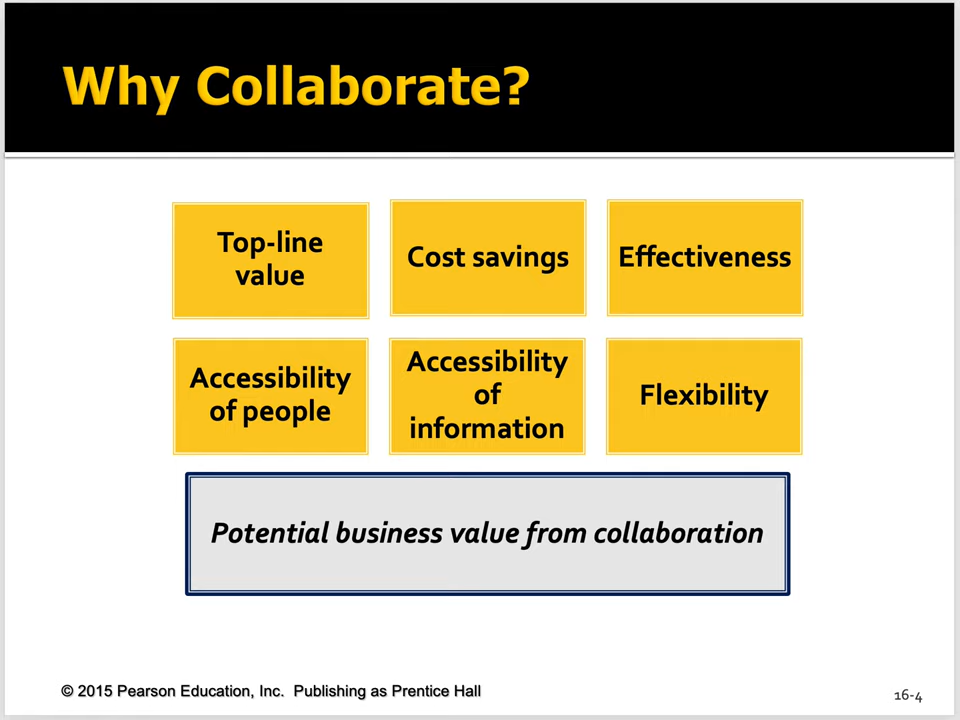 Why Collaborate?
Top-line
value
Cost savings
Effectiveness
Accessibility
of people
Accessibility
of
information
Flexibility
Potential business value from collaboration
© 2015 Pearson Education, Inc.  Publishing as Prentice Hall
16-4